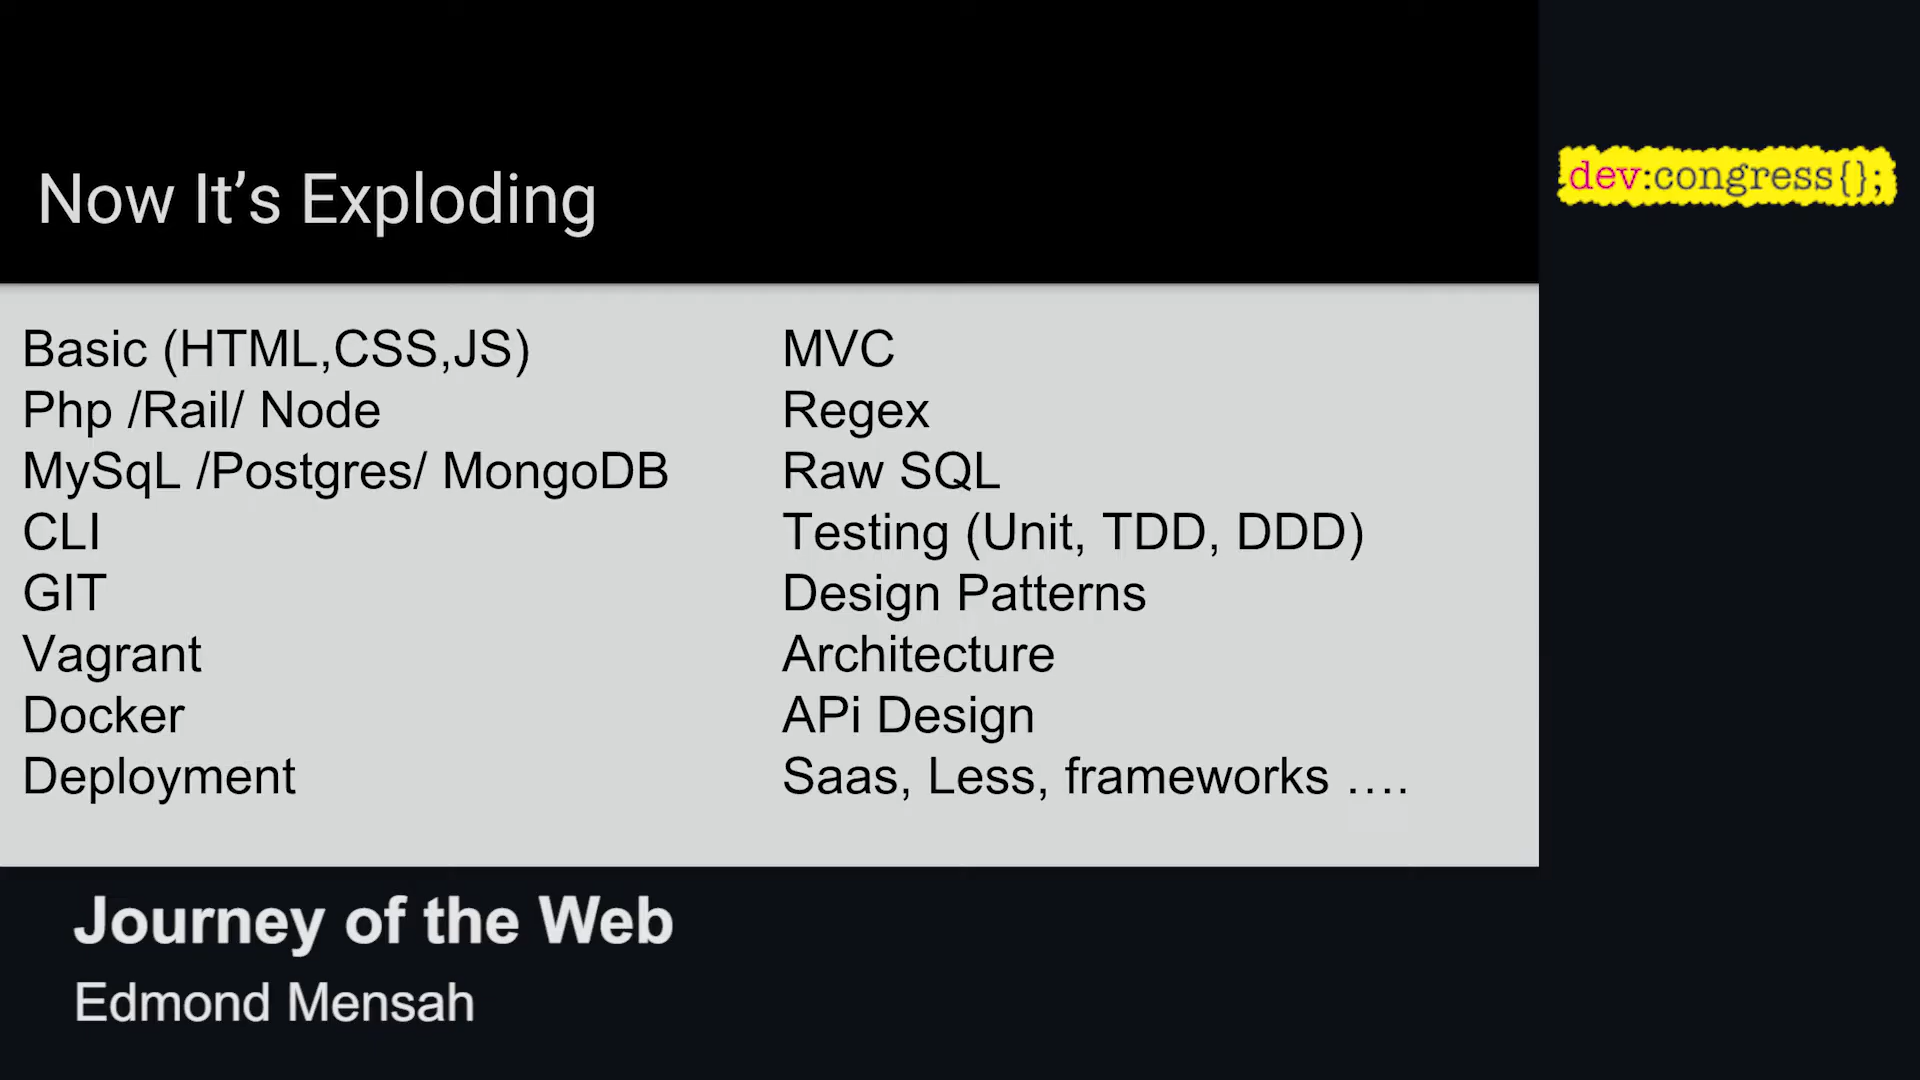 Now It’s Exploding
dev:congress{};
Basic (HTML,CSS,JS)
Php /Rail/ Node
MySqL /Postgres/ MongoDB
CLI
GIT
Vagrant
Docker
Deployment
MVC
Regex
Raw SQL
Testing (Unit, TDD, DDD)
Design Patterns
Architecture
APi Design
Saas, Less, frameworks ….
Journey of the Web
Edmond Mensah